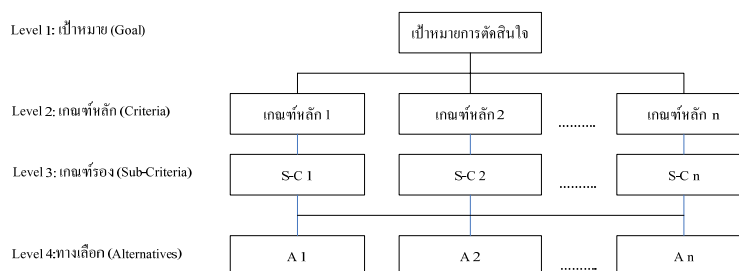 Level 1: เป้าหมาย (Goal)
เป้าหมายการตัดสินใจ
Level 2: เกณฑ์หลัก (Criteria)
เกณฑ์หลัก 1
เกณฑ์หลัก 2
..........
เกณฑ์หลัก n
Level 3: เกณฑ์รอง (Sub-Criteria)
S-C 1
S-C 2
..........
S-C n
Level 4:ทางเลือก (Alternatives)
A 1
A 2
..........
A n